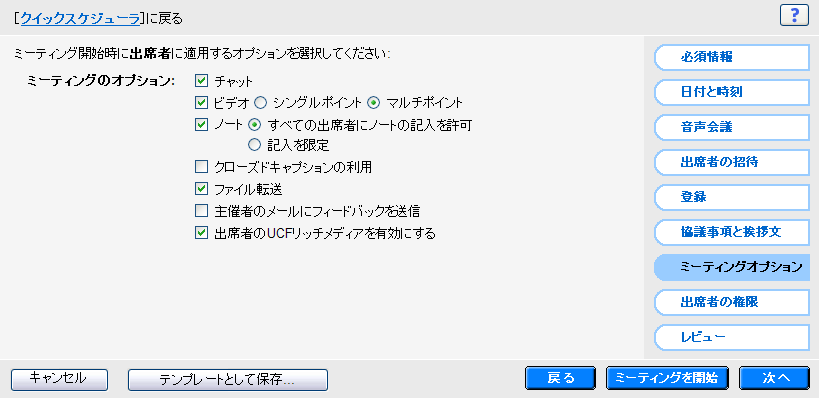 [クイックスケジューラ]に戻る
?
ミーティング開始時に出席者に適用するオプションを選択してください:
ミーティングのオプション:
チャット
ビデオ シングルポイント マルチポイント
ノート すべての出席者にノートの記入を許可
記入を限定
クローズドキャプションの利用
ファイル転送
主催者のメールにフィードバックを送信
出席者のUCFリッチメディアを有効にする
必須情報
日付と時刻
音声会議
出席者の招待
登録
協議事項と挨拶文
ミーティングオプション
出席者の権限
レビュー
キャンセル
テンプレートとして保存...
戻る
ミーティングを開始
次へ